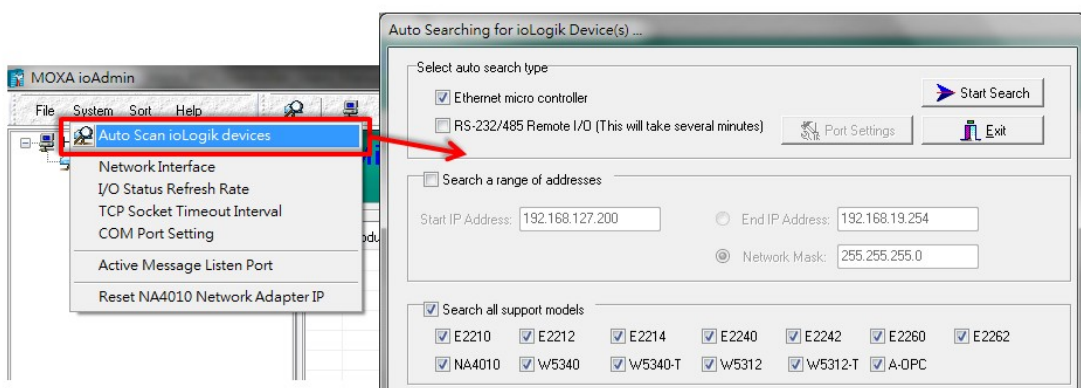 MOXA ioAdmin
File System Sort Help
Auto Scan ioLogik devices
Network Interface
I/O Status Refresh Rate
TCP Socket Timeout Interval
COM Port Setting
Active Message Listen Port
Reset NA4010 Network Adapter IP
Auto Searching for ioLogik Device(s) ...
Select auto search type
Ethernet micro controller
Start Search
RS-232/485 Remote I/O (This will take several minutes)
Port Settings
Exit
Search a range of addresses
Start IP Address: 192.168.127.200
End IP Address: 192.168.19.254
Network Mask: 255.255.255.0
Search all support models
E2210 E2212 E2214 E2240 E2242 E2260 E2262
NA4010 W5340 W5340-T W5312 W5312-T A-OPC